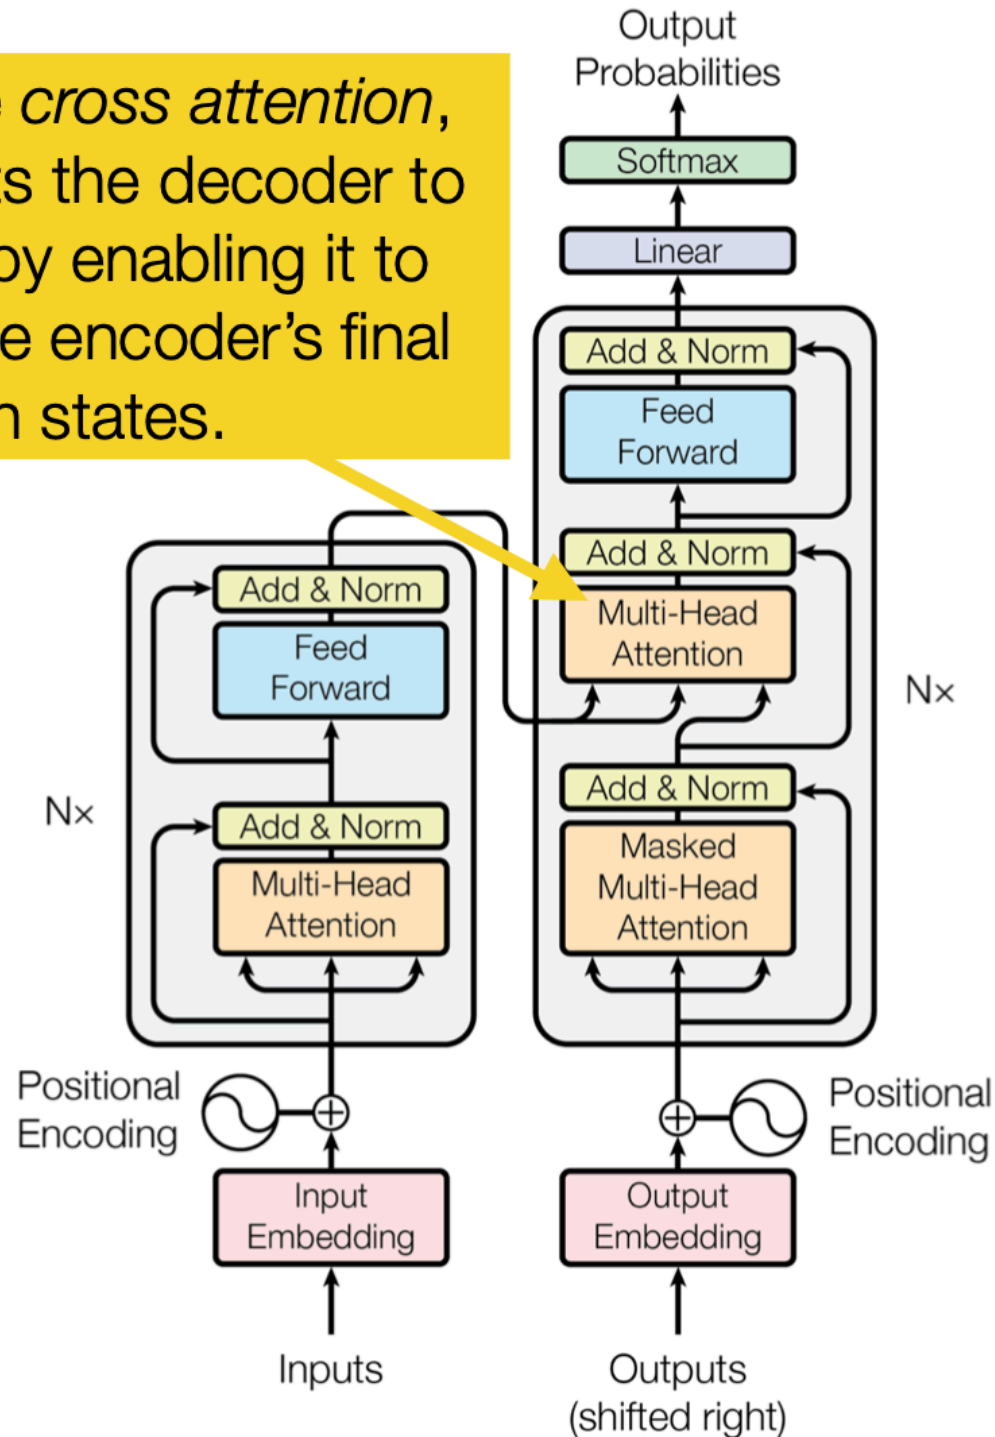 cross attention,
the decoder to
enabling it to
encoder's final
states.
Output
Probabilities
Softmax
Linear
Add & Norm
Feed
Forward
Add & Norm
Multi-Head
Attention
Nx
Add & Norm
Masked
Multi-Head
Attention
Add & Norm
Feed
Forward
Nx
Add & Norm
Multi-Head
Attention
Positional
Encoding
Positional
Encoding
Input
Embedding
Output
Embedding
Inputs
Outputs
(shifted right)